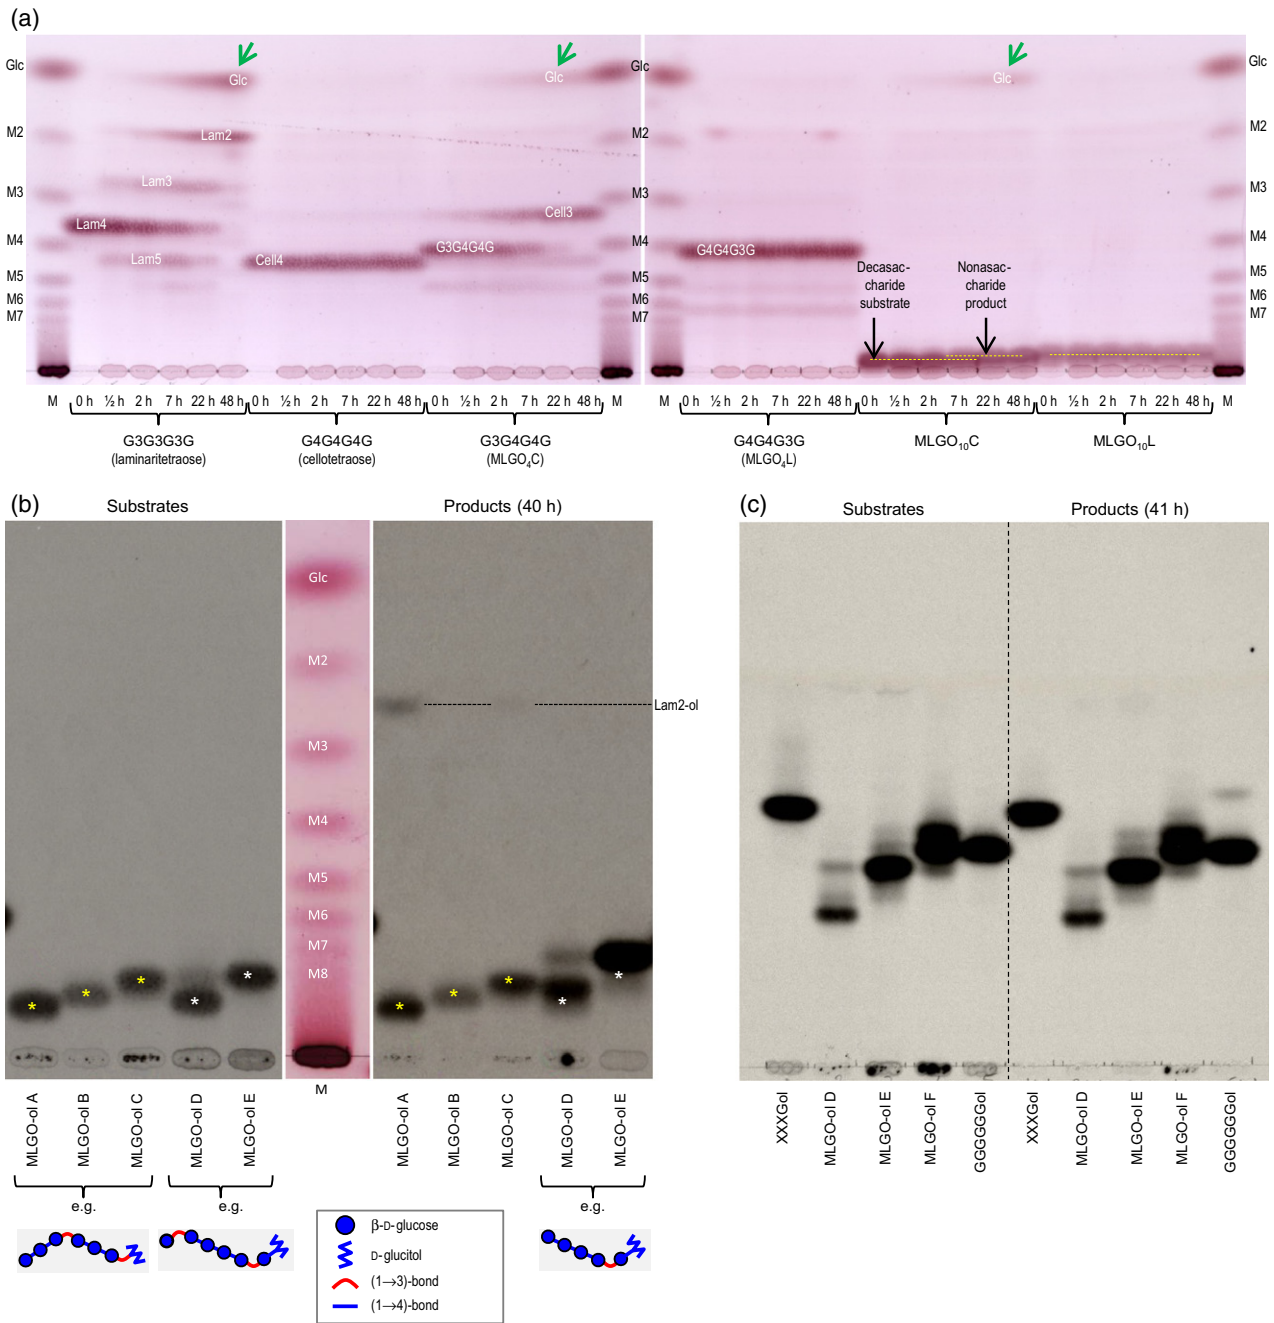 (a)
Glc
M2
M3
M4
M5
M6
M7
Glc
Lam2
Lam3
Lam4
Lam5
Cell4
Glc
Cell3
G3G4G4G
Glc
M2
M3
M4
M5
M6
M7
G4G4G3G
Glc
Decasac-
charide
substrate
Nonasac-
charide
product
Glc
M2
M3
M4
M5
M6
M7
M 0 h ½ h 2 h 7 h 22 h 48 h 0 h ½ h 2 h 7 h 22 h 48 h 0 h ½ h 2 h 7 h 22 h 48 h M
M 0 h ½ h 2 h 7 h 22 h 48 h 0 h ½ h 2 h 7 h 22 h 48 h 0 h ½ h 2 h 7 h 22 h 48 h M
G3G3G3G
(laminaritetraose)
G4G4G4G
(cellotetraose)
G3G4G4G
(MLGO₄C)
G4G4G3G
(MLGO₄L)
MLGO₁₀C
MLGO₁₀L
(b)
Substrates
Products (40 h)
Glc
M2
M3
M4
M5
M6
M7
M8
Lam2-ol
* * * * *
* * * * *
MLGO-ol A
MLGO-ol B
MLGO-ol C
MLGO-ol D
MLGO-ol E
M
MLGO-ol A
MLGO-ol B
MLGO-ol C
MLGO-ol D
MLGO-ol E
e.g.
e.g.
e.g.
β-D-glucose
D-glucitol
(1→3)-bond
(1→4)-bond
(c)
Substrates
Products (41 h)
XXXGol
MLGO-ol D
MLGO-ol E
MLGO-ol F
GGGGGGol
XXXGol
MLGO-ol D
MLGO-ol E
MLGO-ol F
GGGGGGol